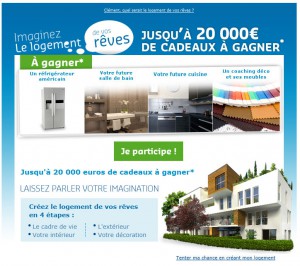 Clément, quel serait le logement de vos rêves ?
Imaginez
Le logement
de vos
rêves
JUSQU'À 20 000€
DE CADEAUX À GAGNER*
À gagner*
Un réfrigérateur
américain
Votre future
salle de bain
Votre future cuisine
Un coaching déco
et vos meubles
Je participe !
Jusqu'à 20 000 euros de cadeaux à gagner*
LAISSEZ PARLER VOTRE IMAGINATION
Créez le logement de vos rêves
en 4 étapes :
• Le cadre de vie
• L'extérieur
• Votre intérieur
• Votre décoration
Tenter ma chance en créant mon logement